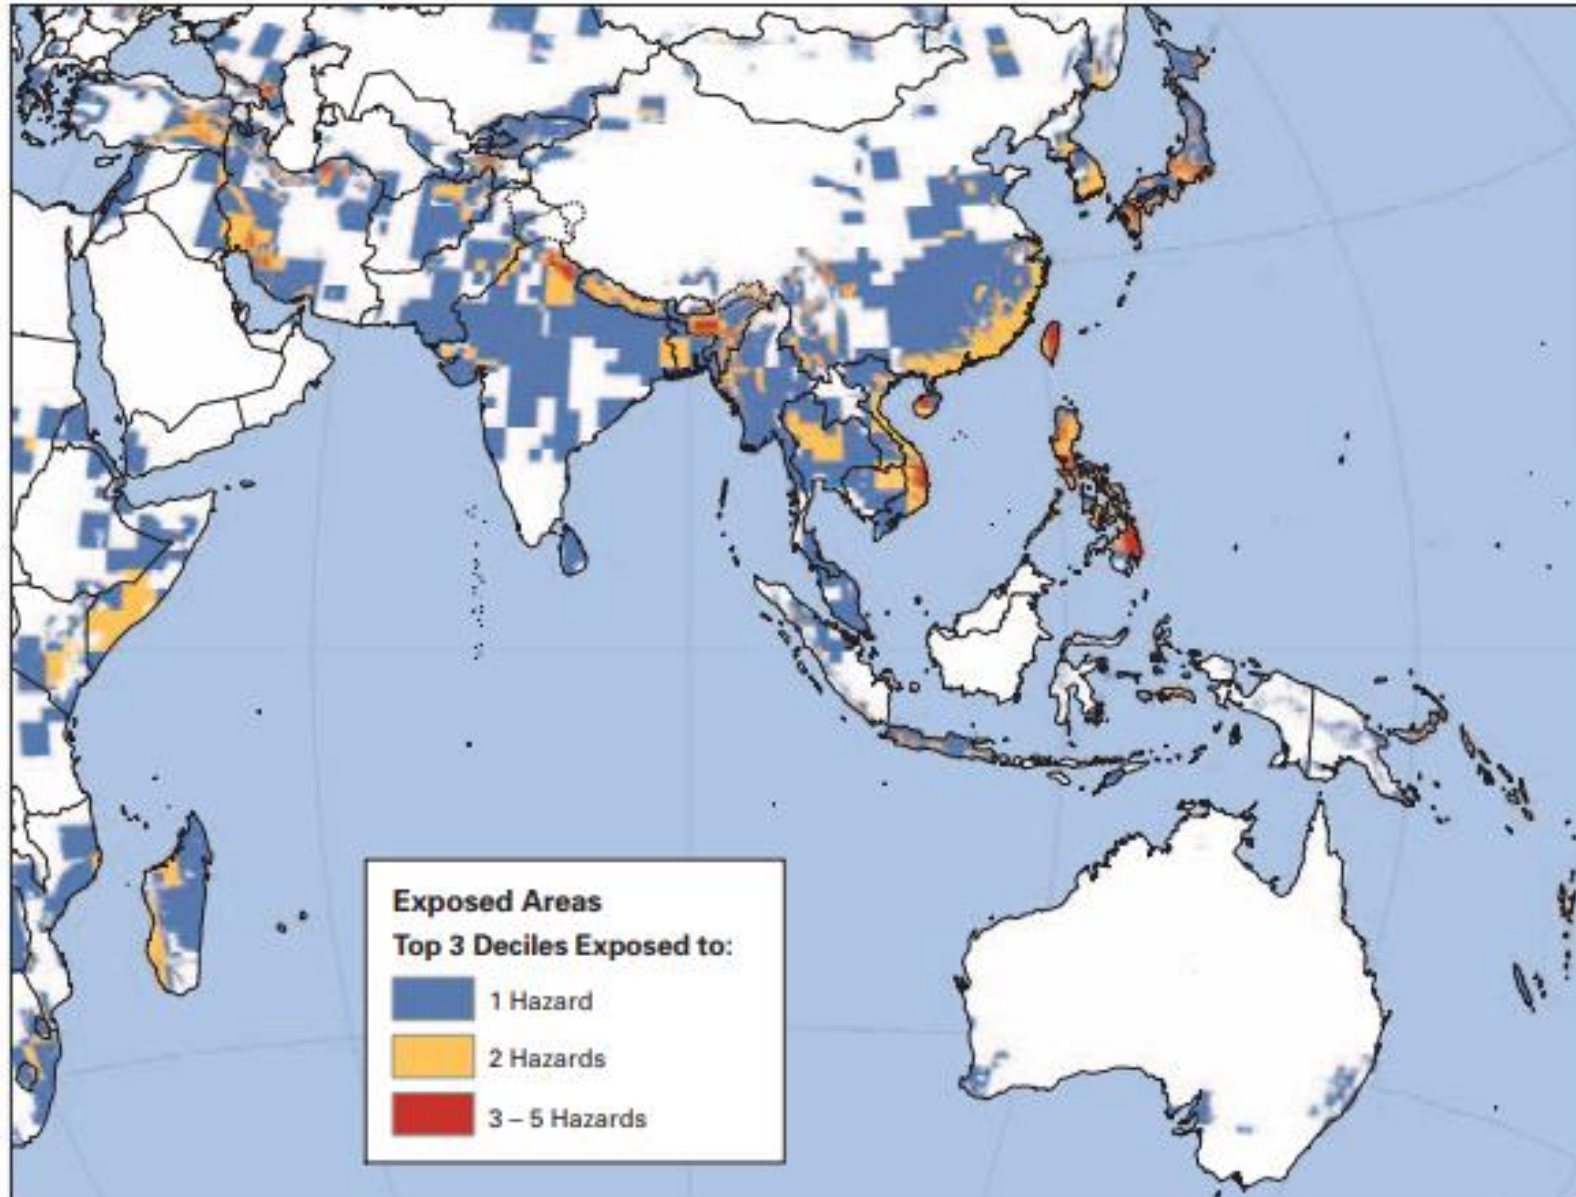 Exposed Areas
Top 3 Deciles Exposed to:
1 Hazard
2 Hazards
3 – 5 Hazards